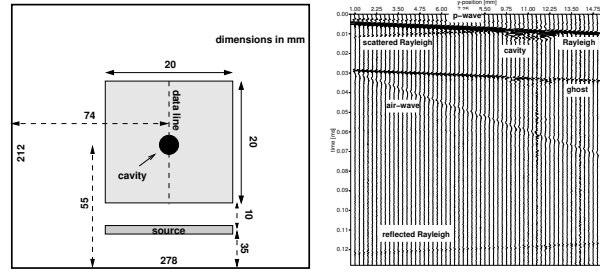 dimensions in mm
20
data line
74
20
212
cavity
55
10
source
35
278
y-position [mm]
1.00 2.25 4.75 6.00 7.25 8.50 9.75 11.00 12.25 13.50 14.75
p-wave
0.00
scattered Rayleigh
cavity
Rayleigh
0.01
0.02
0.03
ghost
air-wave
0.04
0.05
time [ms]
0.06
0.07
0.08
0.09
0.10
0.11
reflected Rayleigh
0.12